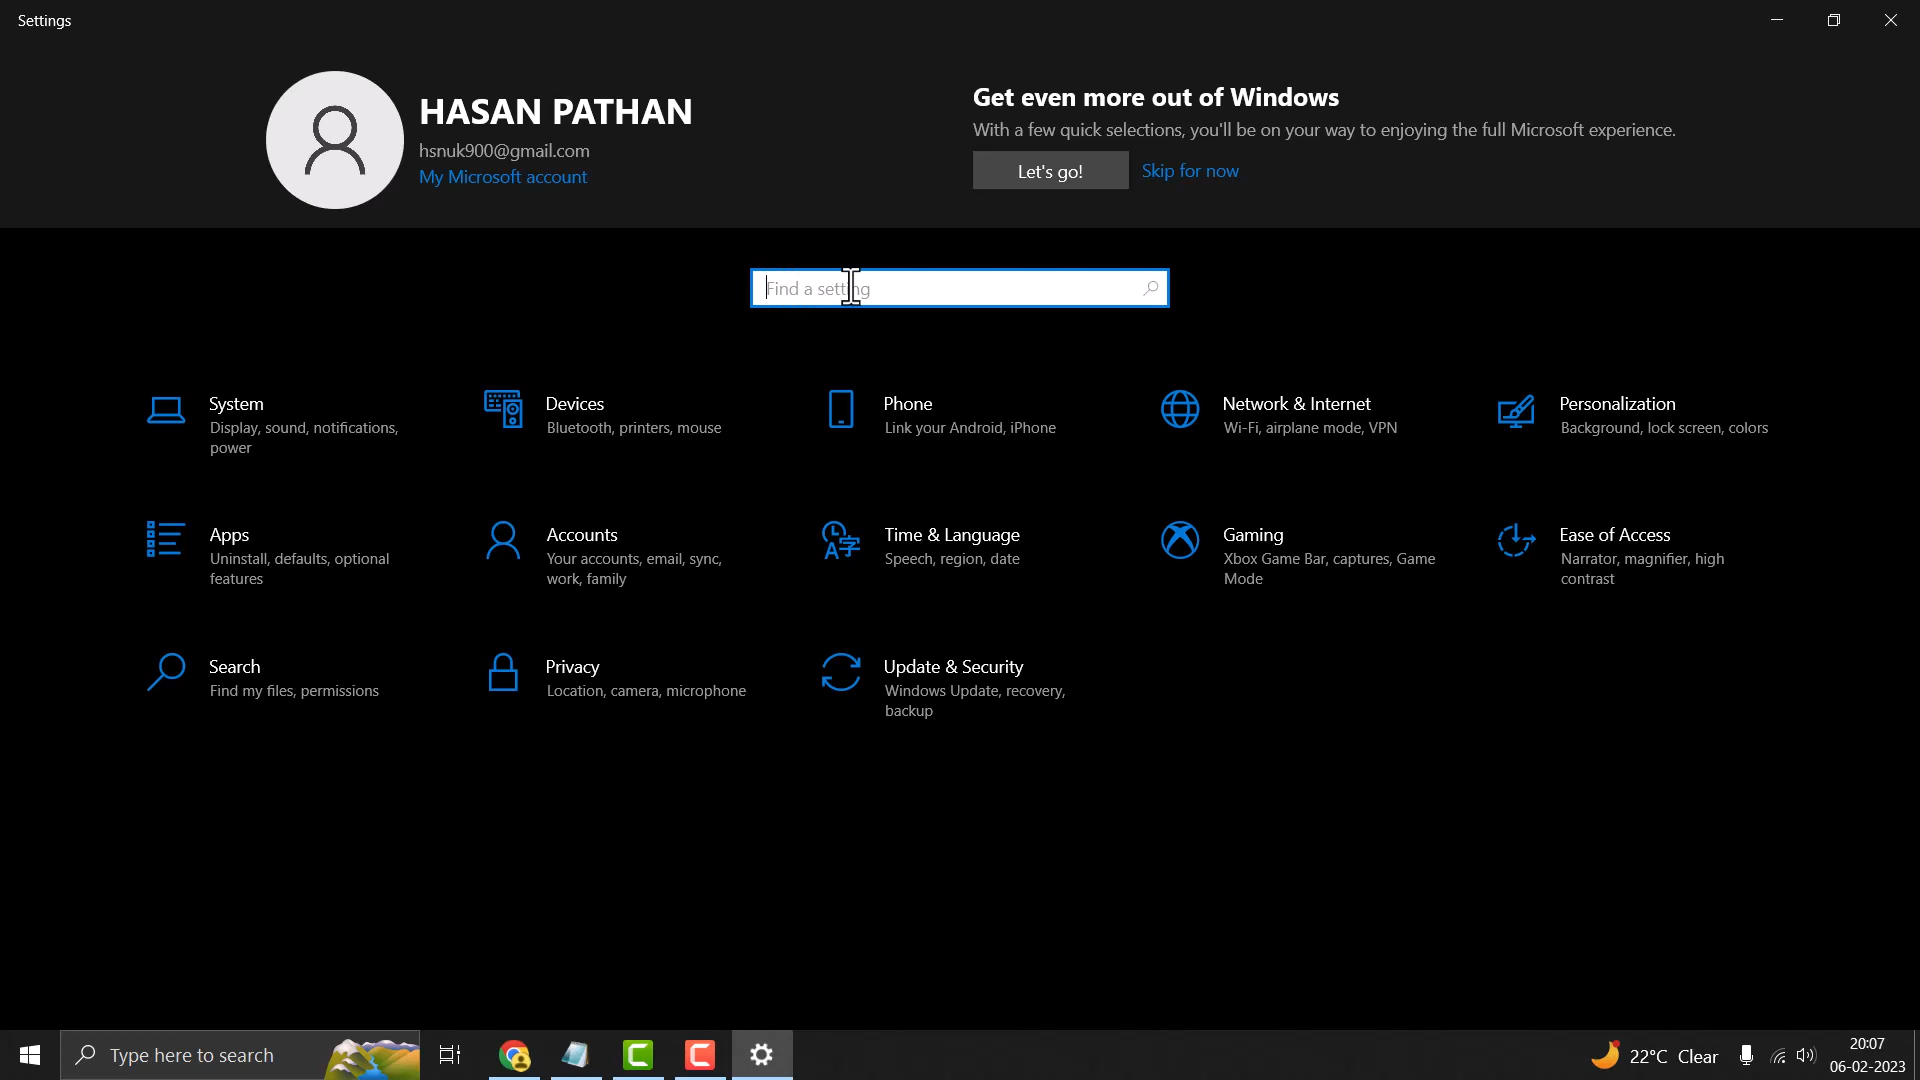 Settings
HASAN PATHAN
hsnuk900@gmail.com
My Microsoft account
Get even more out of Windows
With a few quick selections, you'll be on your way to enjoying the full Microsoft experience.
Let's go!
Skip for now
Find a setting
System
Display, sound, notifications,
power
Devices
Bluetooth, printers, mouse
Phone
Link your Android, iPhone
Network & Internet
Wi-Fi, airplane mode, VPN
Personalization
Background, lock screen, colors
Apps
Uninstall, defaults, optional
features
Accounts
Your accounts, email, sync,
work, family
Time & Language
Speech, region, date
Gaming
Xbox Game Bar, captures, Game
Mode
Ease of Access
Narrator, magnifier, high
contrast
Search
Find my files, permissions
Privacy
Location, camera, microphone
Update & Security
Windows Update, recovery,
backup
Type here to search
22°C Clear
20:07
06-02-2023